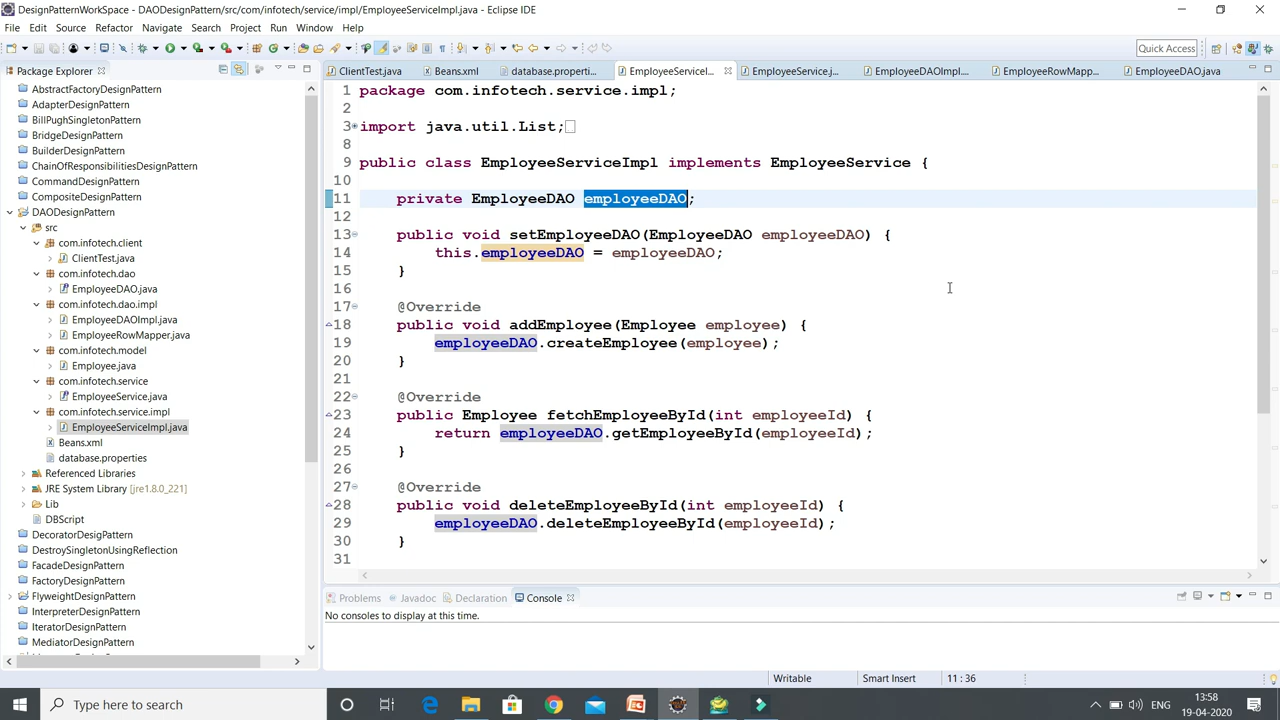 DesignPatternWorkSpace - DAODesignPattern/src/com/infotech/service/impl/EmployeeServiceImpl.java - Eclipse IDE
File Edit Source Refactor Navigate Search Project Run Window Help
Quick Access
Package Explorer
AbstractFactoryDesignPattern
AdapterDesignPattern
BillPughSingletonPattern
BridgeDesignPattern
BuilderDesignPattern
ChainOfResponsibilitiesDesignPattern
CommandDesignPattern
CompositeDesignPattern
DAODesignPattern
src
com.infotech.client
ClientTest.java
com.infotech.dao
EmployeeDAO.java
com.infotech.dao.impl
EmployeeDAOImpl.java
EmployeeRowMapper.java
com.infotech.model
Employee.java
com.infotech.service
EmployeeService.java
com.infotech.service.impl
EmployeeServiceImpl.java
Beans.xml
database.properties
Referenced Libraries
JRE System Library [jre1.8.0_221]
Lib
DBScript
DecoratorDesignPattern
DestroySingletonUsingReflection
FacadeDesignPattern
FactoryDesignPattern
FlyweightDesignPattern
InterpreterDesignPattern
IteratorDesignPattern
MediatorDesignPattern
ClientTest.java Beans.xml database.properti... EmployeeServiceI... EmployeeService.j... EmployeeDAOImpl.... EmployeeRowMapp... EmployeeDAO.java
1 package com.infotech.service.impl;
2
3 import java.util.List;
8
9 public class EmployeeServiceImpl implements EmployeeService {
10
11 private EmployeeDAO employeeDAO;
12
13 public void setEmployeeDAO(EmployeeDAO employeeDAO) {
14 this.employeeDAO = employeeDAO;
15 }
16
17 @Override
18 public void addEmployee(Employee employee) {
19 employeeDAO.createEmployee(employee);
20 }
21
22 @Override
23 public Employee fetchEmployeeById(int employeeId) {
24 return employeeDAO.getEmployeeById(employeeId);
25 }
26
27 @Override
28 public void deleteEmployeeById(int employeeId) {
29 employeeDAO.deleteEmployeeById(employeeId);
30 }
31
Problems Javadoc Declaration Console
No consoles to display at this time.
Writable Smart Insert 11 : 36
Type here to search
ENG
13:58
19-04-2020